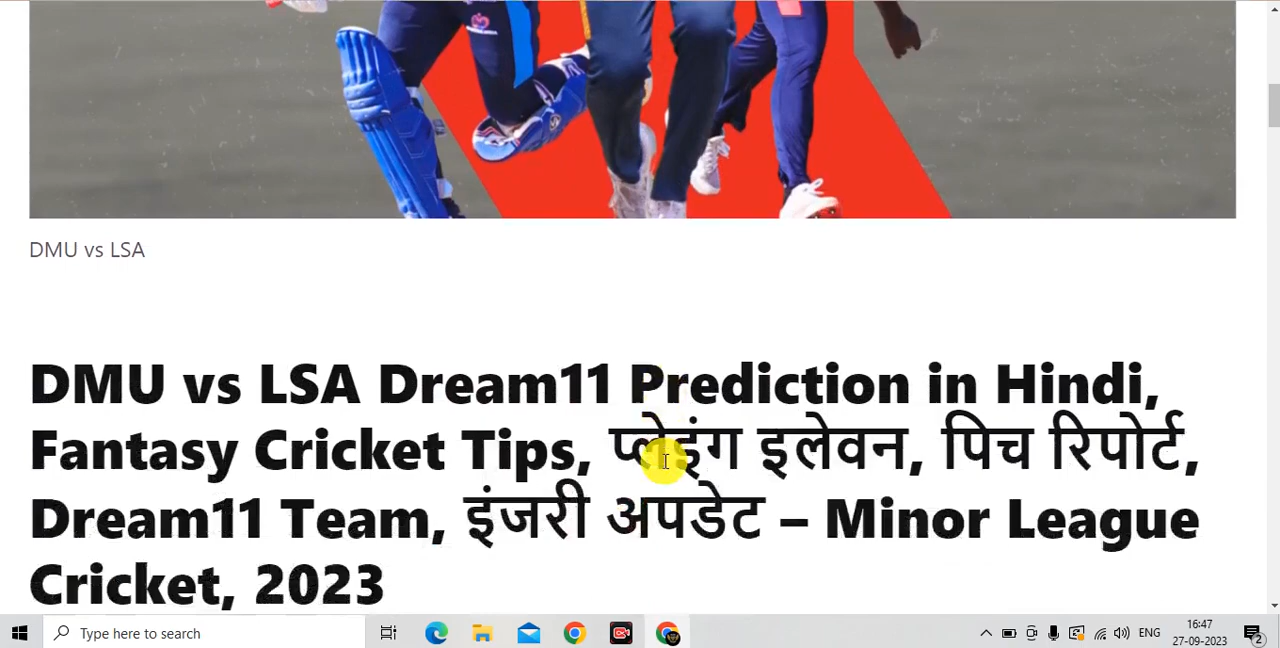 DMU vs LSA
DMU vs LSA Dream11 Prediction in Hindi,
Fantasy Cricket Tips, प्लेइंग इलेवन, पिच रिपोर्ट,
Dream11 Team, इंजरी अपडेट – Minor League
Cricket, 2023
Type here to search
ENG
16:47
27-09-2023
2